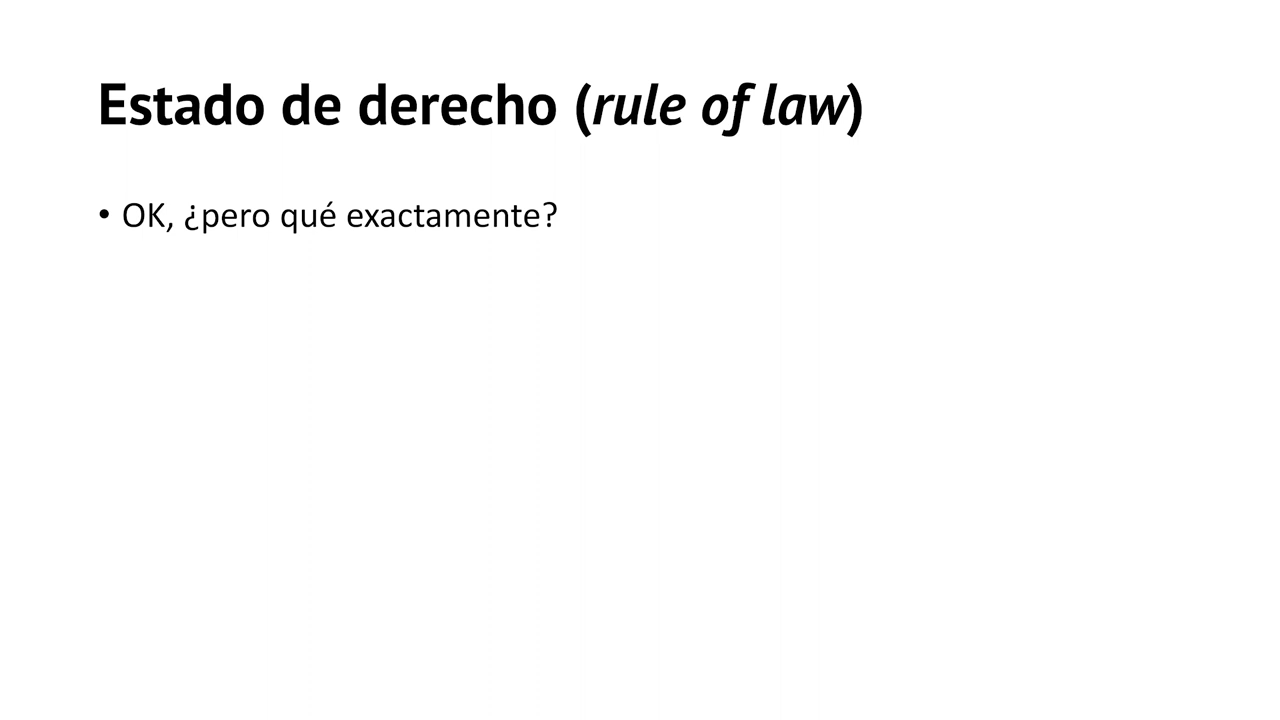 Estado de derecho (rule of law)
• OK, ¿pero qué exactamente?